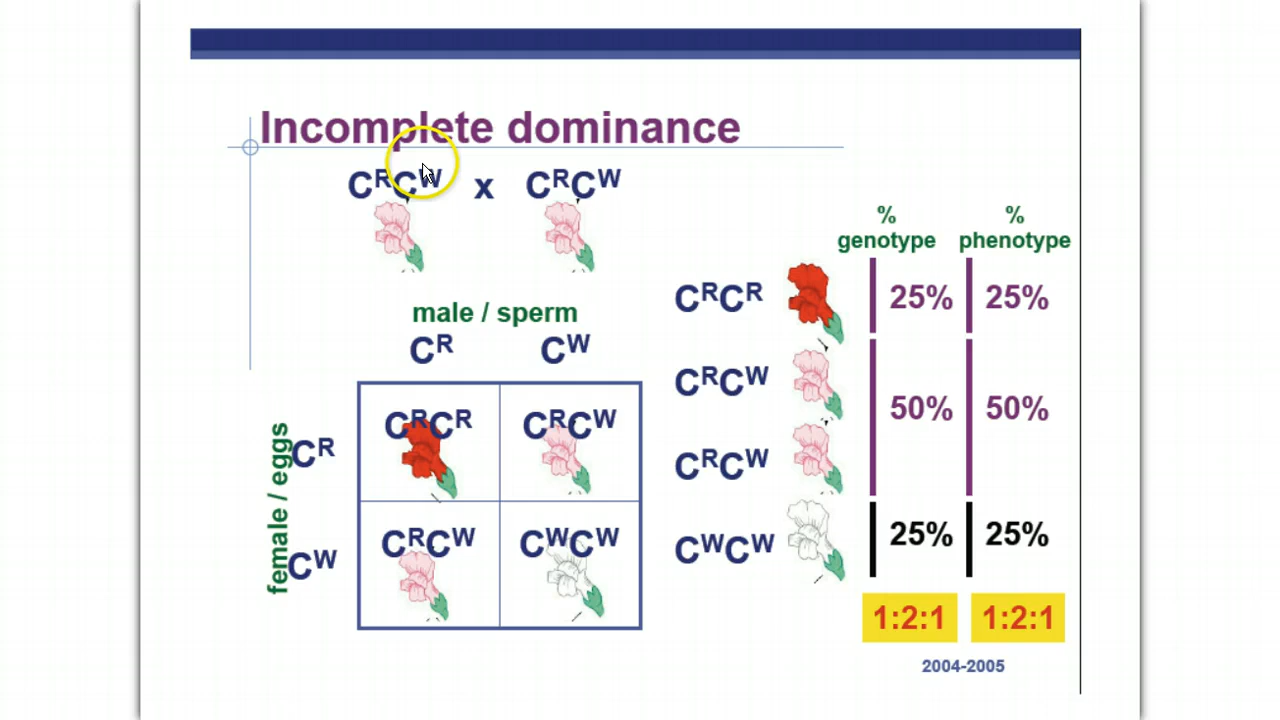 Incomplete dominance
CRCW x CRCW
male / sperm
CR CW
female / eggs
CR
CW
CRCR CRCW
CRCW CWCW
% genotype
% phenotype
CRCR 25% 25%
CRCW
50% 50%
CRCW
CWCW 25% 25%
1:2:1 1:2:1
2004-2005